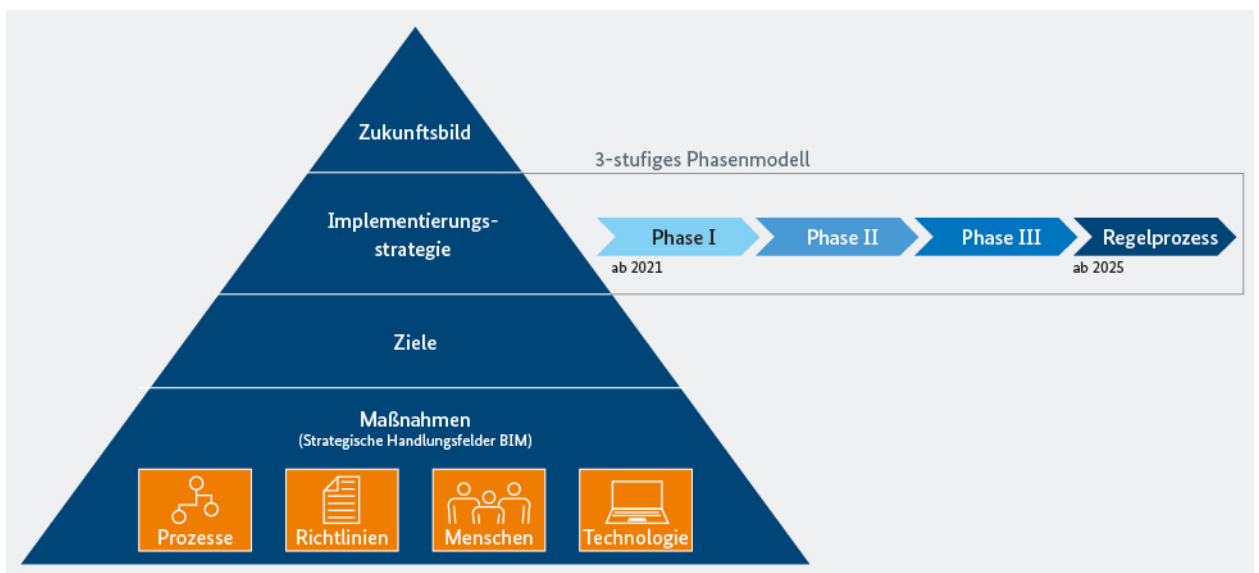 Zukunftsbild
3-stufiges Phasenmodell
Implementierungs-
strategie
Phase I
Phase II
Phase III
Regelprozess
ab 2021
ab 2025
Ziele
Maßnahmen
(Strategische Handlungsfelder BIM)
Prozesse
Richtlinien
Menschen
Technologie